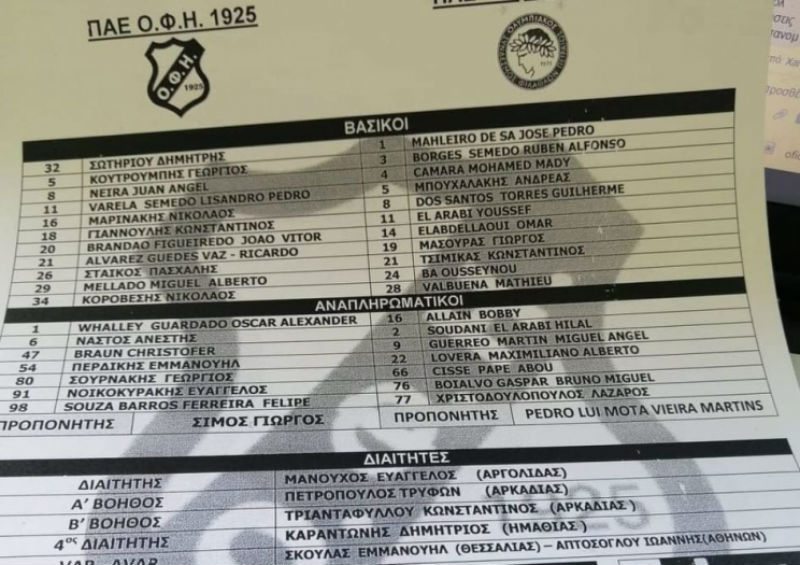 ΠΑΕ Ο.Φ.Η. 1925
Ο.Φ.Η.
1925
ΒΑΣΙΚΟΙ
32 ΣΩΤΗΡΙΟΥ ΔΗΜΗΤΡΗΣ 1 MAHLEIRO DE SA JOSE PEDRO
5 ΚΟΥΤΡΟΥΜΠΗΣ ΓΕΩΡΓΙΟΣ 3 BORGES SEMEDO RUBEN ALFONSO
8 NEIRA JUAN ANGEL 4 CAMARA MOHAMED MADY
11 VARELA SEMEDO LISANDRO PEDRO 5 ΜΠΟΥΧΑΛΑΚΗΣ ΑΝΔΡΕΑΣ
16 ΜΑΡΙΝΑΚΗΣ ΝΙΚΟΛΑΟΣ 8 DOS SANTOS TORRES GUILHERME
18 ΓΙΑΝΝΟΥΛΗΣ ΚΩΝΣΤΑΝΤΙΝΟΣ 11 EL ARABI YOUSSEF
20 BRANDAO FIGUEIREDO JOAO VITOR 14 ELABDELLAOUI OMAR
21 ALVAREZ GUEDES VAZ - RICARDO 19 ΜΑΣΟΥΡΑΣ ΓΙΩΡΓΟΣ
26 ΣΤΑΪΚΟΣ ΠΑΣΧΑΛΗΣ 21 ΤΣΙΜΙΚΑΣ ΚΩΝΣΤΑΝΤΙΝΟΣ
29 MELLADO MIGUEL ALBERTO 24 BA OUSSEYNOU
34 ΚΟΡΟΒΕΣΗΣ ΝΙΚΟΛΑΟΣ 28 VALBUENA MATHIEU
ΑΝΑΠΛΗΡΩΜΑΤΙΚΟΙ
1 WHALLEY GUARDADO OSCAR ALEXANDER 16 ALLAIN BOBBY
6 ΝΑΣΤΟΣ ΑΝΕΣΤΗΣ 2 SOUDANI EL ARABI HILAL
47 BRAUN CHRISTOFER 9 GUERREO MARTIN MIGUEL ANGEL
54 ΠΕΡΔΙΚΗΣ ΕΜΜΑΝΟΥΗΛ 22 LOVERA MAXIMILIANO ALBERTO
80 ΣΟΥΡΝΑΚΗΣ ΓΕΩΡΓΙΟΣ 66 CISSE PAPE ABOU
91 ΝΟΙΚΟΚΥΡΑΚΗΣ ΕΥΑΓΓΕΛΟΣ 76 BOIALVO GASPAR BRUNO MIGUEL
98 SOUZA BARROS FERREIRA FELIPE 77 ΧΡΙΣΤΟΔΟΥΛΟΠΟΥΛΟΣ ΛΑΖΑΡΟΣ
ΠΡΟΠΟΝΗΤΗΣ ΣΙΜΟΣ ΓΙΩΡΓΟΣ ΠΡΟΠΟΝΗΤΗΣ PEDRO LUI MOTA VIEIRA MARTINS
ΔΙΑΙΤΗΤΕΣ
ΔΙΑΙΤΗΤΗΣ ΜΑΝΟΥΧΟΣ ΕΥΑΓΓΕΛΟΣ (ΑΡΓΟΛΙΔΑΣ)
Α' ΒΟΗΘΟΣ ΠΕΤΡΟΠΟΥΛΟΣ ΤΡΥΦΩΝ (ΑΡΚΑΔΙΑΣ)
Β' ΒΟΗΘΟΣ ΤΡΙΑΝΤΑΦΥΛΛΟΥ ΚΩΝΣΤΑΝΤΙΝΟΣ (ΑΡΚΑΔΙΑΣ)
4ος ΔΙΑΙΤΗΤΗΣ ΚΑΡΑΝΤΩΝΗΣ ΔΗΜΗΤΡΙΟΣ (ΗΜΑΘΙΑΣ)
VAR - AVAR ΣΚΟΥΛΑΣ ΕΜΜΑΝΟΥΗΛ (ΘΕΣΣΑΛΙΑΣ) – ΑΠΤΟΣΟΓΛΟΥ ΙΩΑΝΝΗΣ(ΑΘΗΝΩΝ)